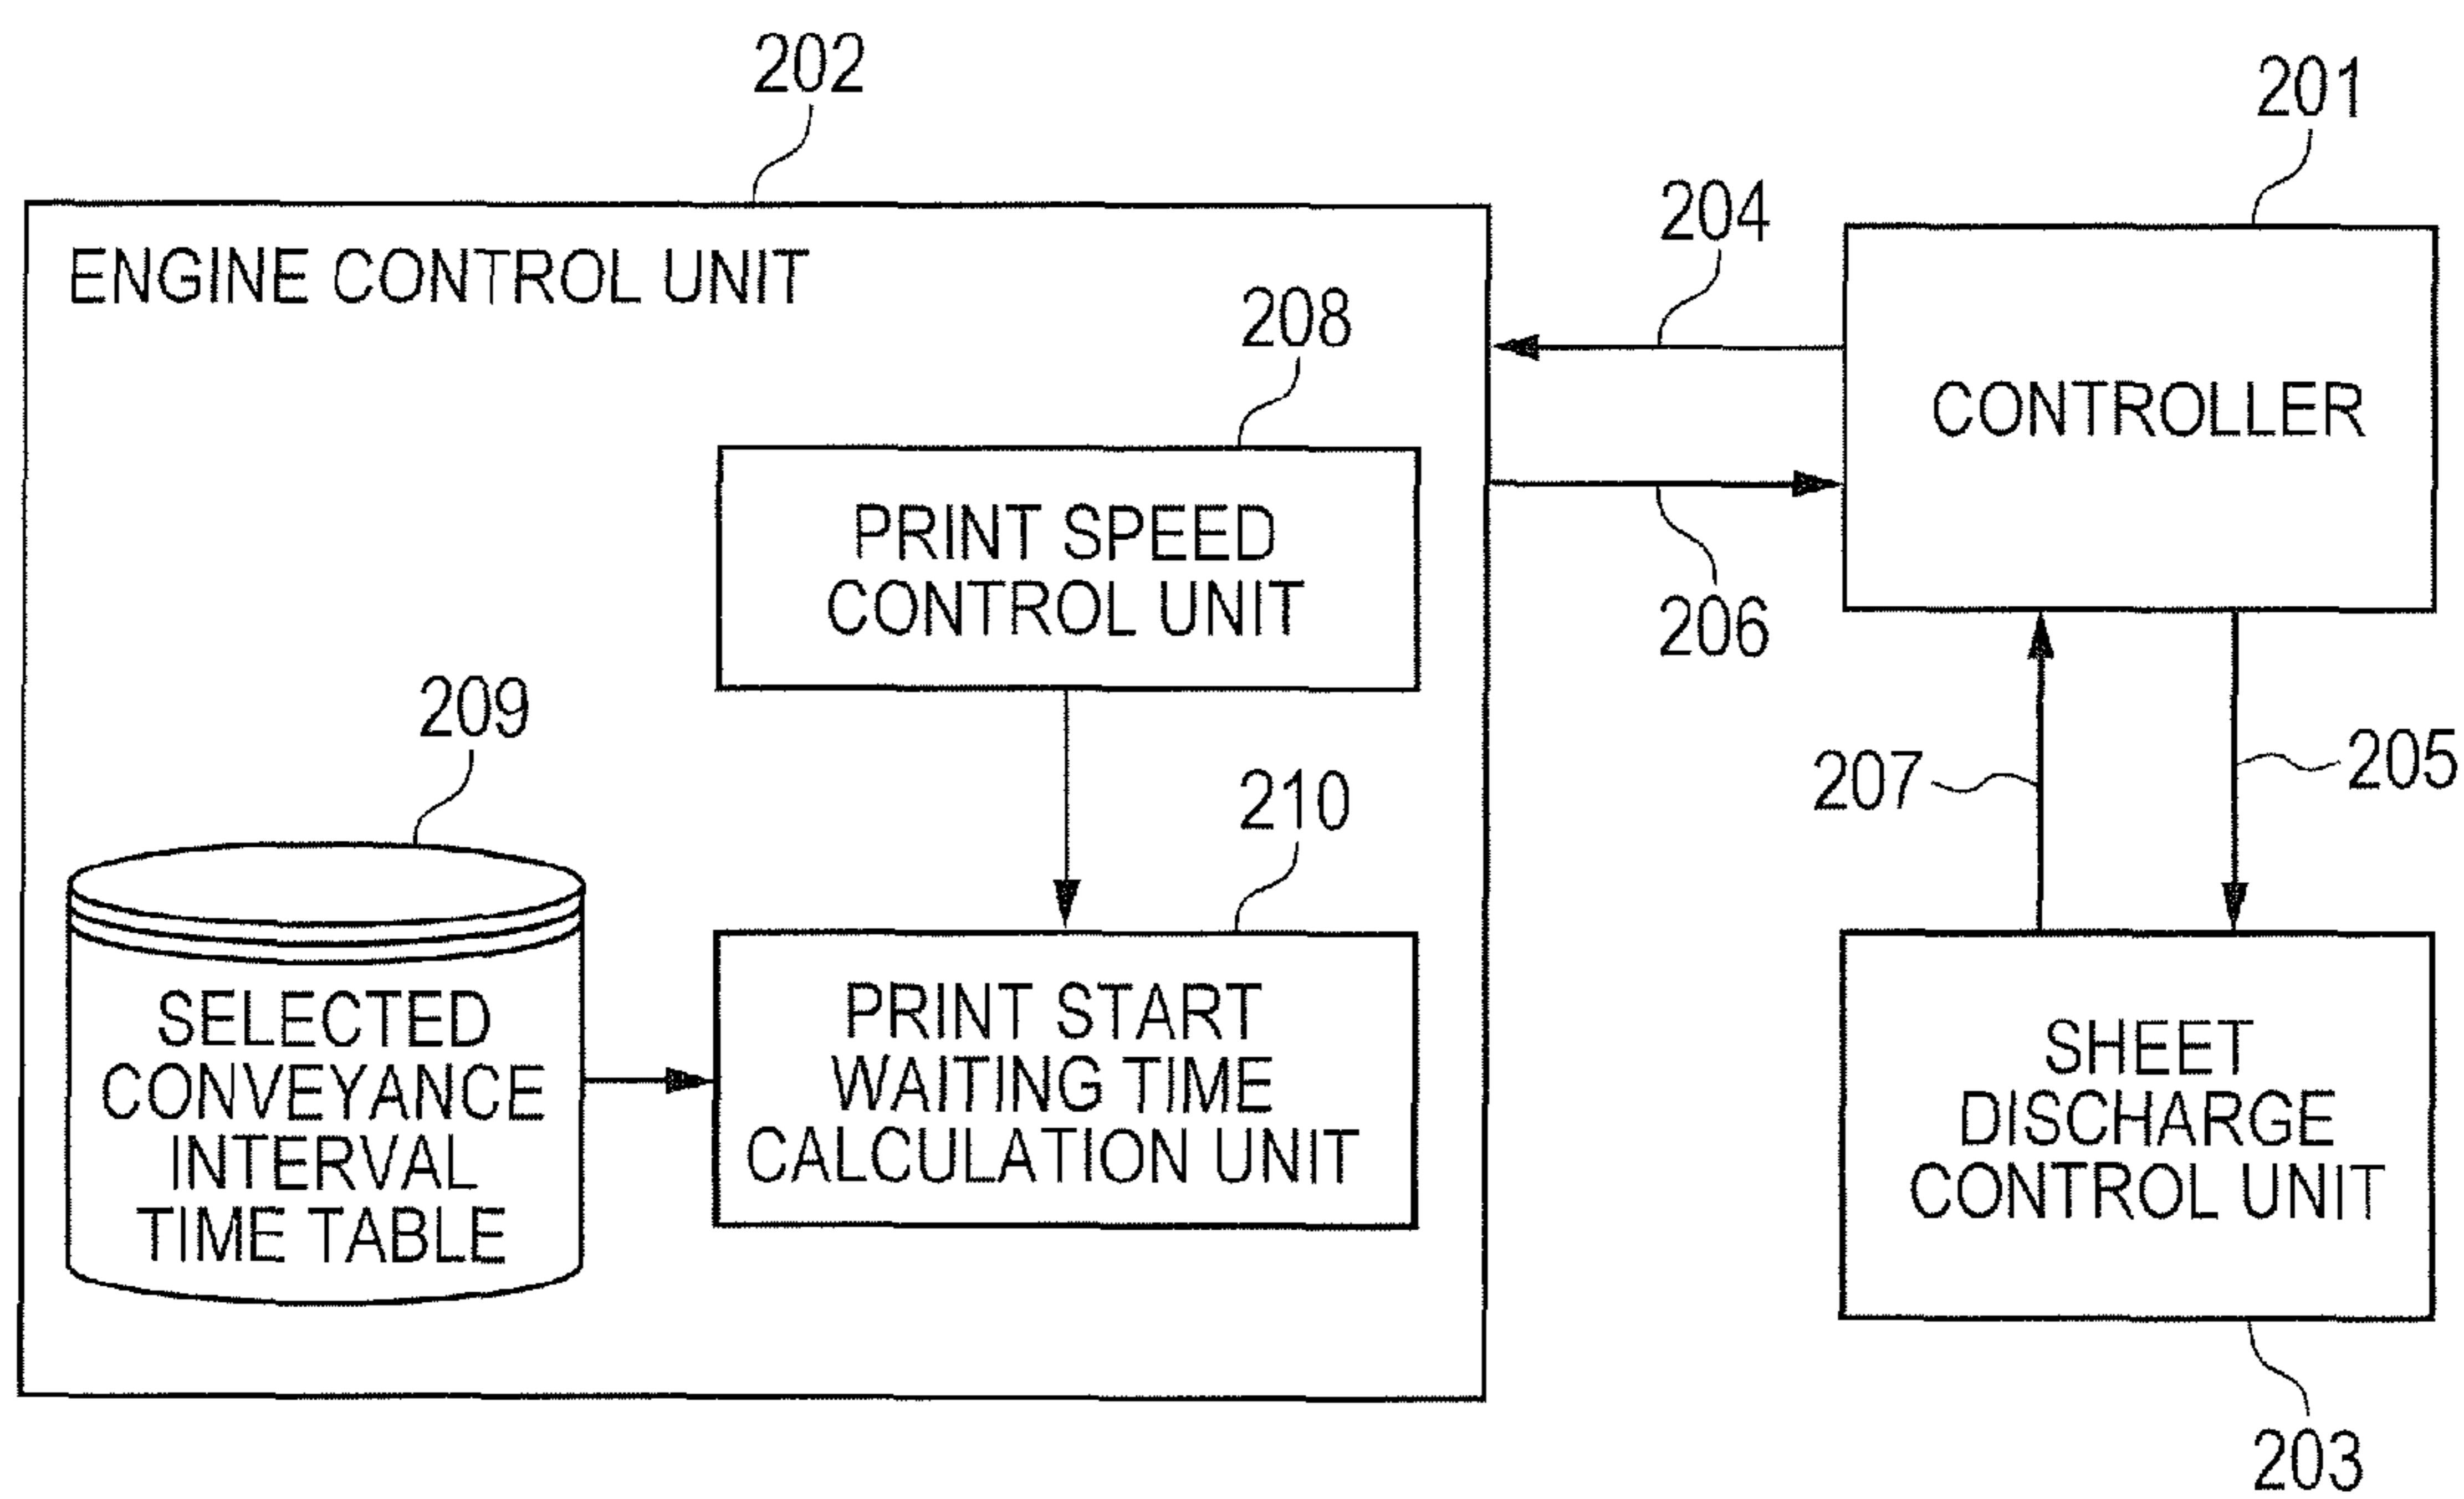 202
201
204
ENGINE CONTROL UNIT
208
CONTROLLER
PRINT SPEED
CONTROL UNIT
206
209
207
205
210
SELECTED
CONVEYANCE
INTERVAL
TIME TABLE
PRINT START
WAITING TIME
CALCULATION UNIT
SHEET
DISCHARGE
CONTROL UNIT
203